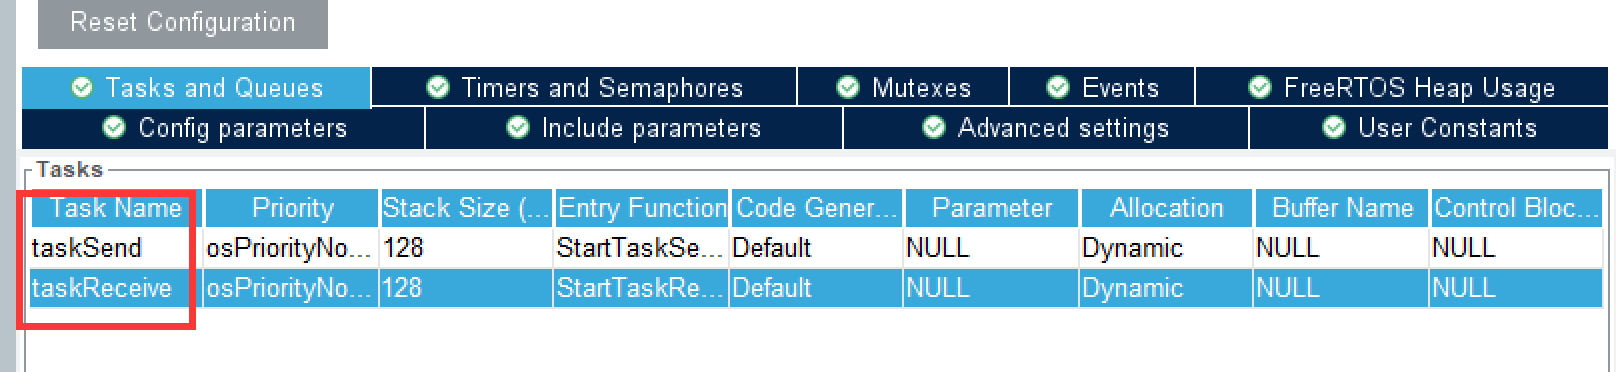 Reset Configuration
Tasks and Queues Timers and Semaphores Mutexes Events FreeRTOS Heap Usage
Config parameters Include parameters Advanced settings User Constants
Tasks
Task Name Priority Stack Size (... Entry Function Code Gener... Parameter Allocation Buffer Name Control Bloc...
taskSend osPriorityNo... 128 StartTaskSe... Default NULL Dynamic NULL NULL
taskReceive osPriorityNo... 128 StartTaskRe... Default NULL Dynamic NULL NULL